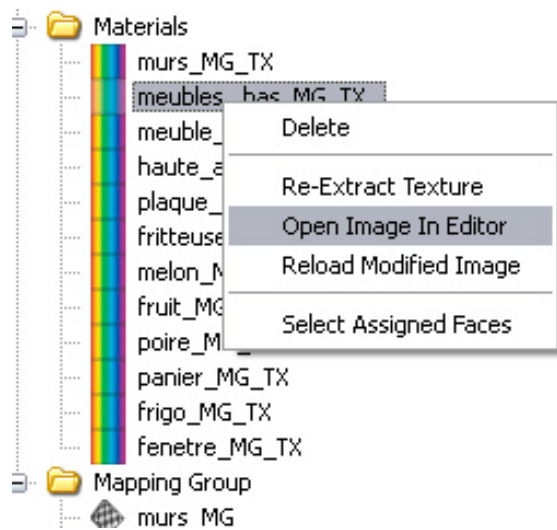 Materials
murs_MG_TX
meubles_bas_MG_TX
meuble_
Delete
haute_a
Re-Extract Texture
plaque_
Open Image In Editor
fritteuse
Reload Modified Image
melon_M
fruit_MG
Select Assigned Faces
poire_M
panier_MG_TX
frigo_MG_TX
fenetre_MG_TX
Mapping Group
murs_MG